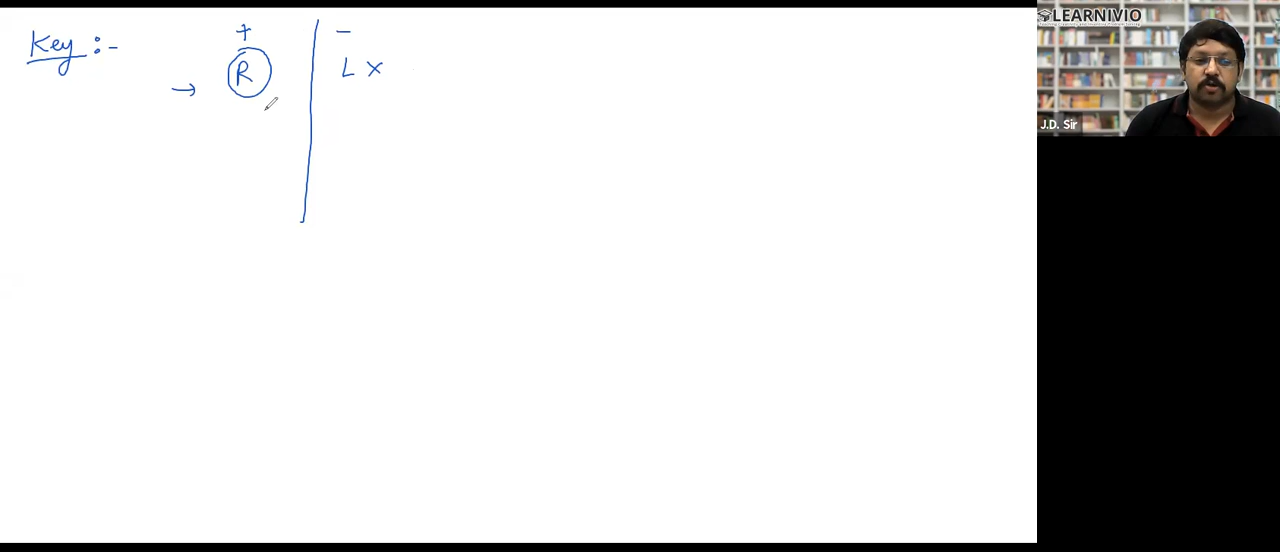 Key :-
+ | -
→ R | L x
LEARNIVIO
J.D. Sir